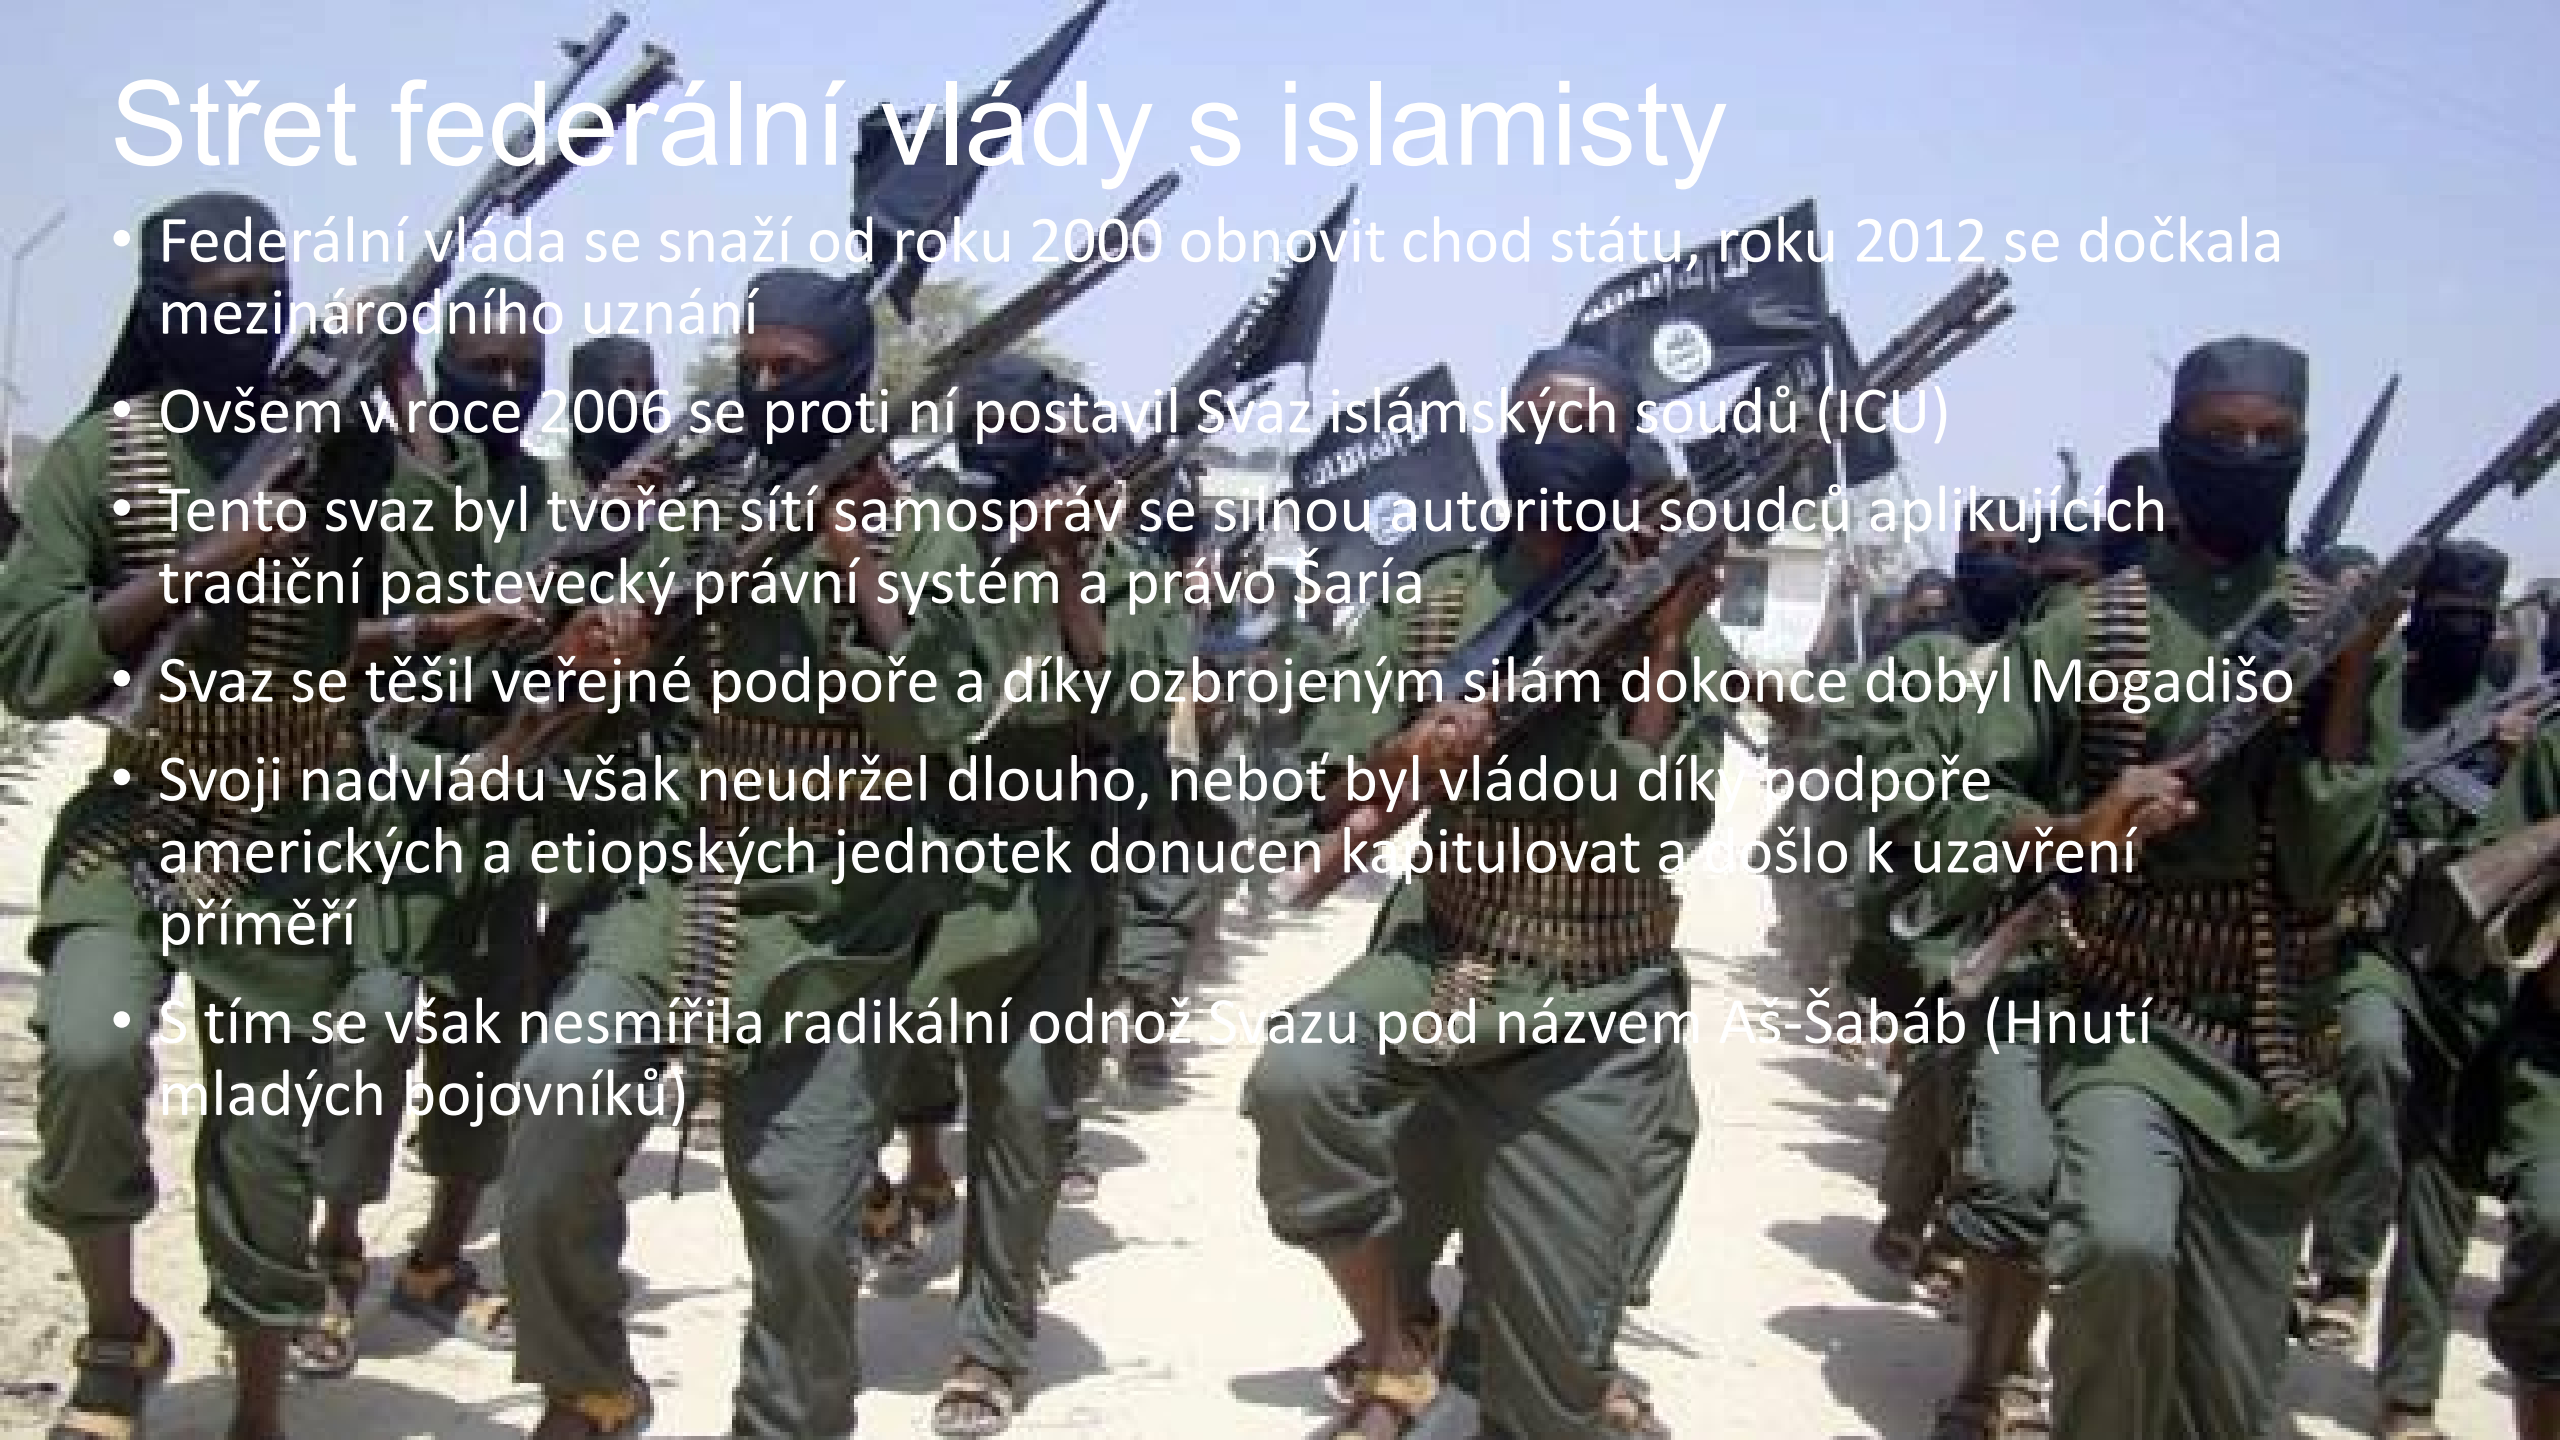 Střet federální vlády s islamisty
• Federální vláda se snaží od roku 2000 obnovit chod státu, roku 2012 se dočkala
mezinárodního uznání
• Ovšem v roce 2006 se proti ní postavil Svaz islámských soudů (ICU)
• Tento svaz byl tvořen sítí samospráv se silnou autoritou soudců aplikujících
tradiční pastevecký právní systém a právo Šaría
• Svaz se těšil veřejné podpoře a díky ozbrojeným silám dokonce dobyl Mogadišo
• Svoji nadvládu však neudržel dlouho, neboť byl vládou díky podpoře
amerických a etiopských jednotek donucen kapitulovat a došlo k uzavření
příměří
• S tím se však nesmířila radikální odnož Svazu pod názvem Aš-Šabáb (Hnutí
mladých bojovníků)